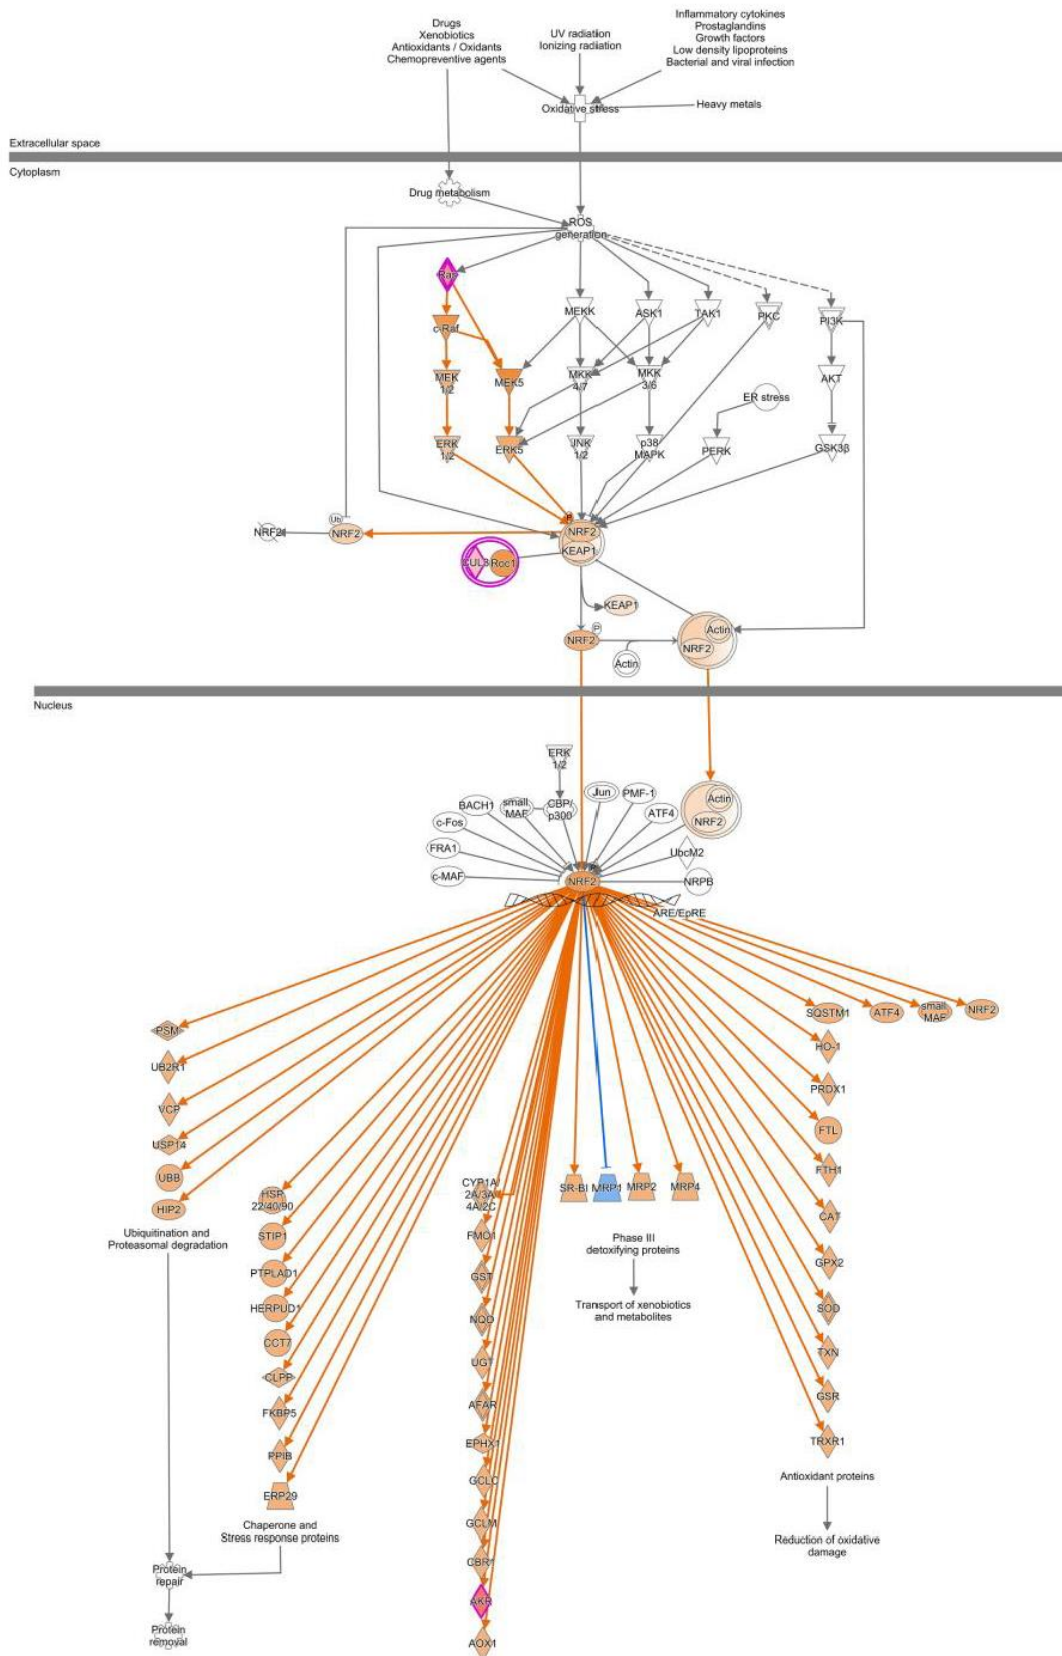 Drugs
Xenobiotics
Antioxidants / Oxidants
Chemopreventive agents
UV radiation
Ionizing radiation
Inflammatory cytokines
Prostaglandins
Growth factors
Low density lipoproteins
Bacterial and viral infection
Oxidative stress
Heavy metals
Extracellular space
Cytoplasm
Drug metabolism
ROS
generation
Ras
c-Raf
MEKK
ASK1
TAK1
PKC
PI3K
MEK
1/2
MEK5
MKK
4/7
MKK
3/6
AKT
ER stress
ERK
1/2
ERK5
JNK
1/2
p38
MAPK
PERK
GSK3β
NRF2
Ub
NRF2
P
NRF2
KEAP1
CUL3
Roc1
KEAP1
P
NRF2
Actin
Actin
NRF2
Nucleus
ERK
1/2
BACH1
small
MAF
CBP/
p300
Jun
PMF-1
ATF4
c-Fos
FRA1
c-MAF
Actin
NRF2
UbcM2
NRF2
NRPB
ARE/EpRE
PSM
UB2R1
VCP
USP14
UBB
HIP2
Ubiquitination and
Proteasomal degradation
HSP
22/40/90
STIP1
PTPLAD1
HERPUD1
CCT7
CLPP
FKBP5
PPIB
ERP29
Chaperone and
Stress response proteins
Protein
repair
Protein
removal
CYP1A/
2A/3A/
4A/2C
FMO1
GST
NQO
UGT
AFAR
EPHX1
GCLC
GCLM
CBR1
AKR
AOX1
SR-BI
MRP1
MRP2
MRP4
Phase III
detoxifying proteins
Transport of xenobiotics
and metabolites
SQSTM1
ATF4
small
MAF
NRF2
HO-1
PRDX1
FTL
FTH1
CAT
GPX2
SOD
TXN
GSR
TRXR1
Antioxidant proteins
Reduction of oxidative
damage